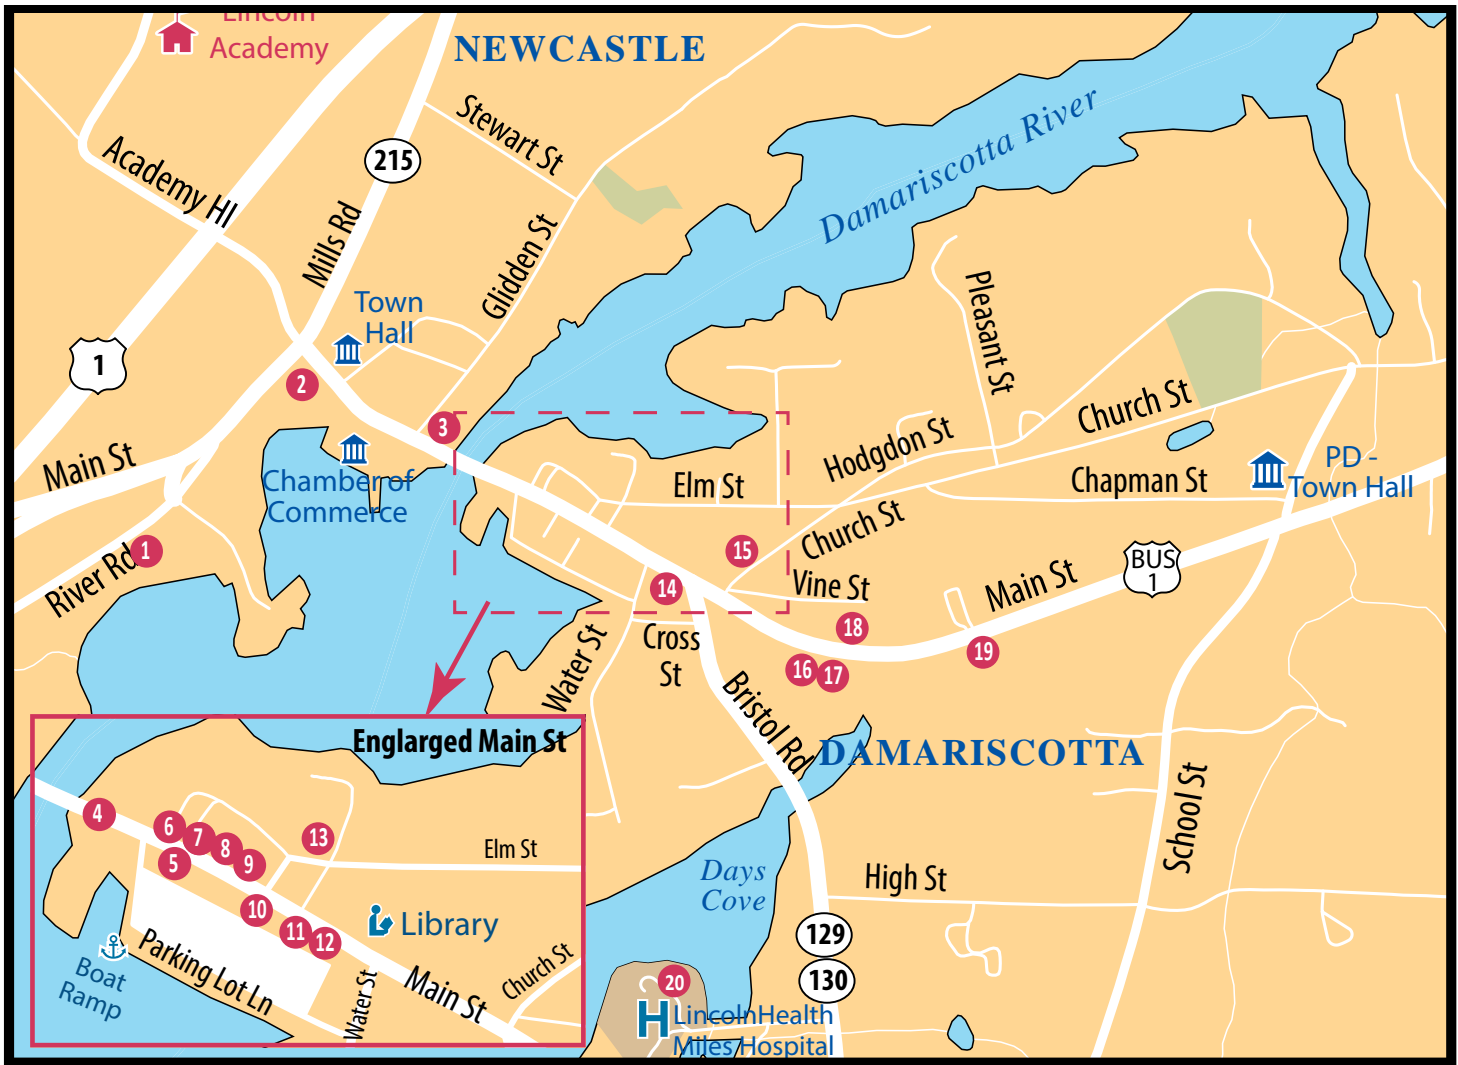 Lincoln
Academy
NEWCASTLE
Stewart St
215
Academy Hl
Mills Rd
Glidden St
Damariscotta River
Town
Hall
1
2
3
Pleasant St
Church St
Hodgdon St
Main St
Chamber of
Commerce
Elm St
Chapman St
PD -
Town Hall
River Rd
1
15
Church St
BUS
1
14
Vine St
Main St
18
Cross
St
Water St
16
17
19
Bristol Rd
DAMARISCOTTA
School St
Englarged Main St
4
6
7
8
9
5
13
Elm St
10
11
12
Library
Boat
Ramp
Parking Lot Ln
Water St
Main St
Church St
Days
Cove
High St
129
130
20
H
LincolnHealth
Miles Hospital